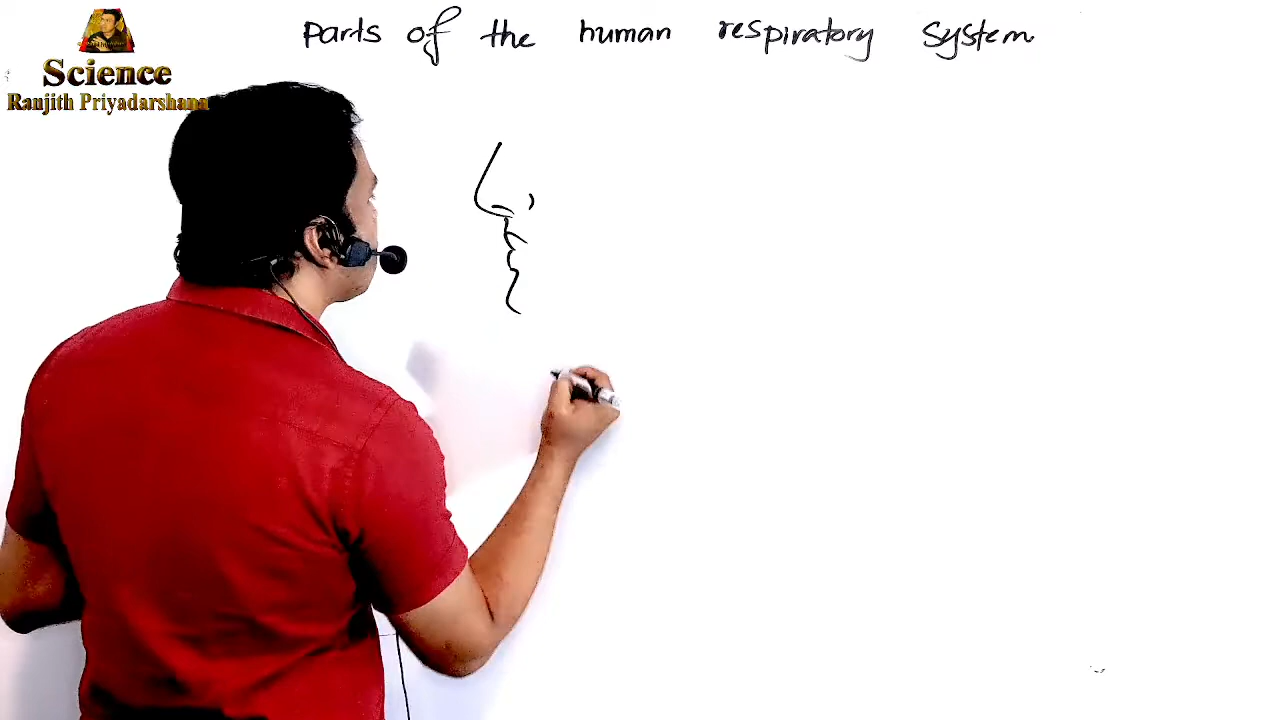 Parts of the human respiratory system.
Science
Ranjith Priyadarshana